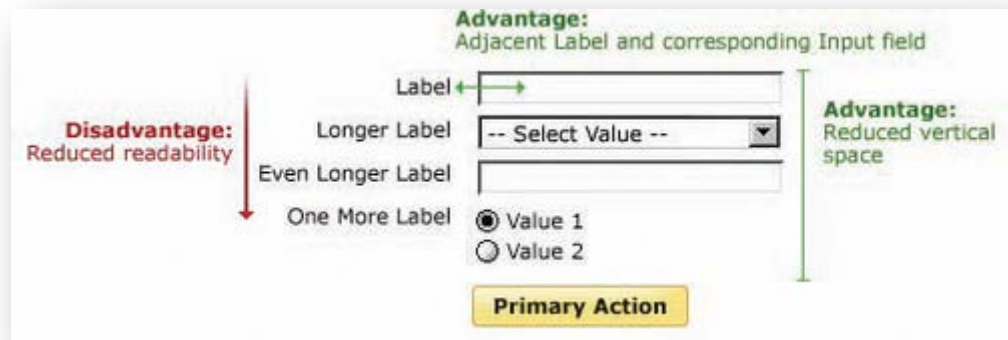 Advantage:
Adjacent Label and corresponding Input field
Label
Disadvantage:
Reduced readability
Longer Label
-- Select Value --
Even Longer Label
One More Label
Value 1
Value 2
Advantage:
Reduced vertical
space
Primary Action